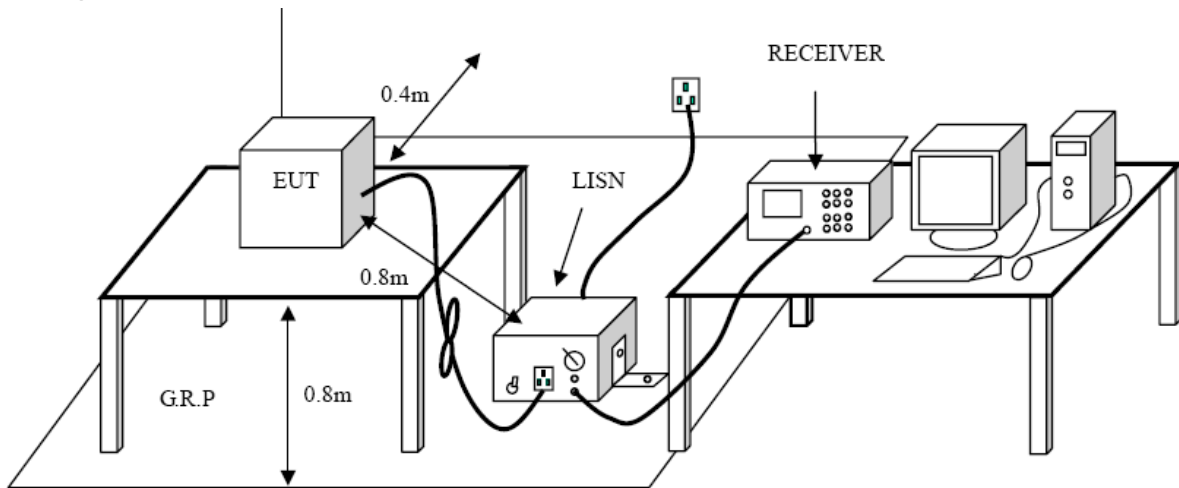 RECEIVER
0.4m
EUT
LISN
0.8m
G.R.P
0.8m